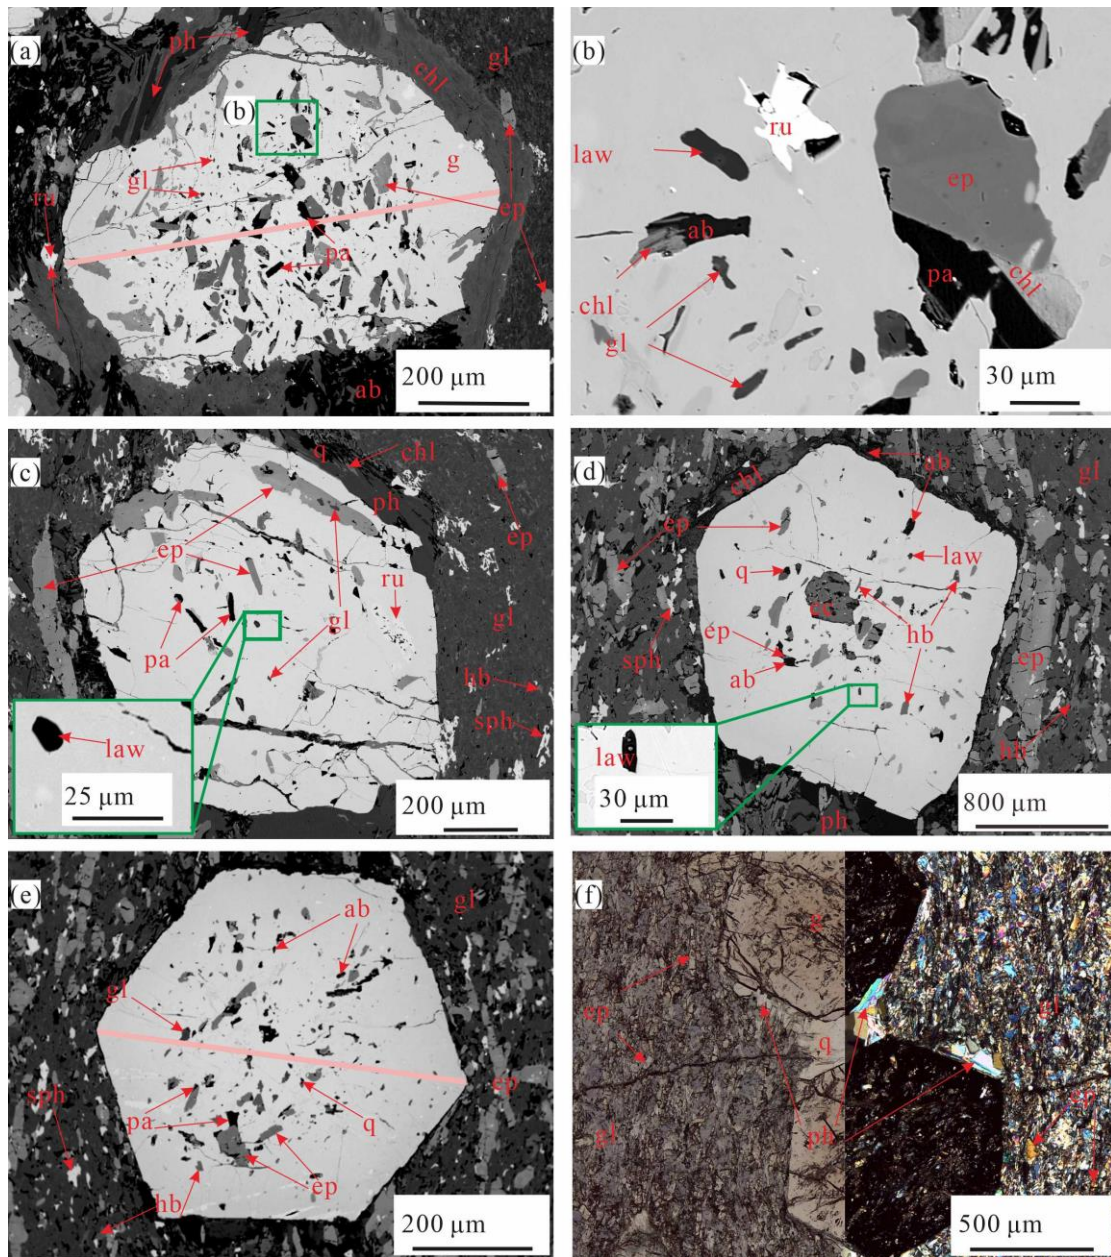 (a)
ph
gl
chl
(b)
gl
g
ru
ep
pa
ab
200 μm
(b)
ru
law
ep
ab
pa
chl
chl
gl
30 μm
(c)
q
chl
ph
ep
ep
ru
gl
pa
gl
hb
sph
law
25 μm
200 μm
(d)
ab
chl
gl
ep
law
q
cc
hb
ep
sph
ab
ep
hb
law
30 μm
ph
800 μm
(e)
ab
gl
gl
ep
sph
pa
q
ep
hb
200 μm
(f)
g
ep
q
gl
gl
ph
ep
500 μm